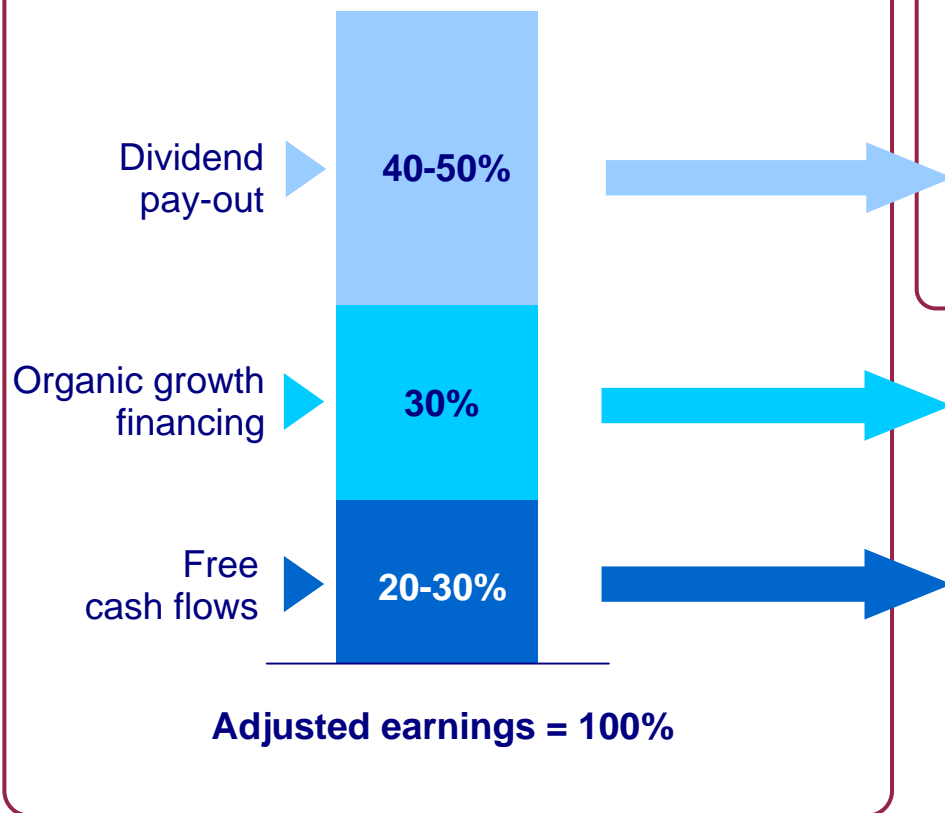 Dividend
pay-out
40-50%
Organic growth
financing
30%
Free
cash flows
20-30%
Adjusted earnings = 100%